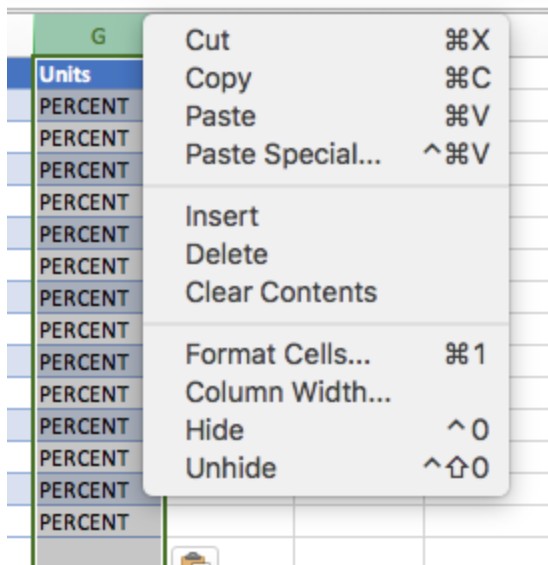 G
Units
PERCENT
PERCENT
PERCENT
PERCENT
PERCENT
PERCENT
PERCENT
PERCENT
PERCENT
PERCENT
PERCENT
PERCENT
PERCENT
PERCENT
Cut ⌘X
Copy ⌘C
Paste ⌘V
Paste Special... ^⌘V
Insert
Delete
Clear Contents
Format Cells... ⌘1
Column Width...
Hide ^0
Unhide ^⇧0